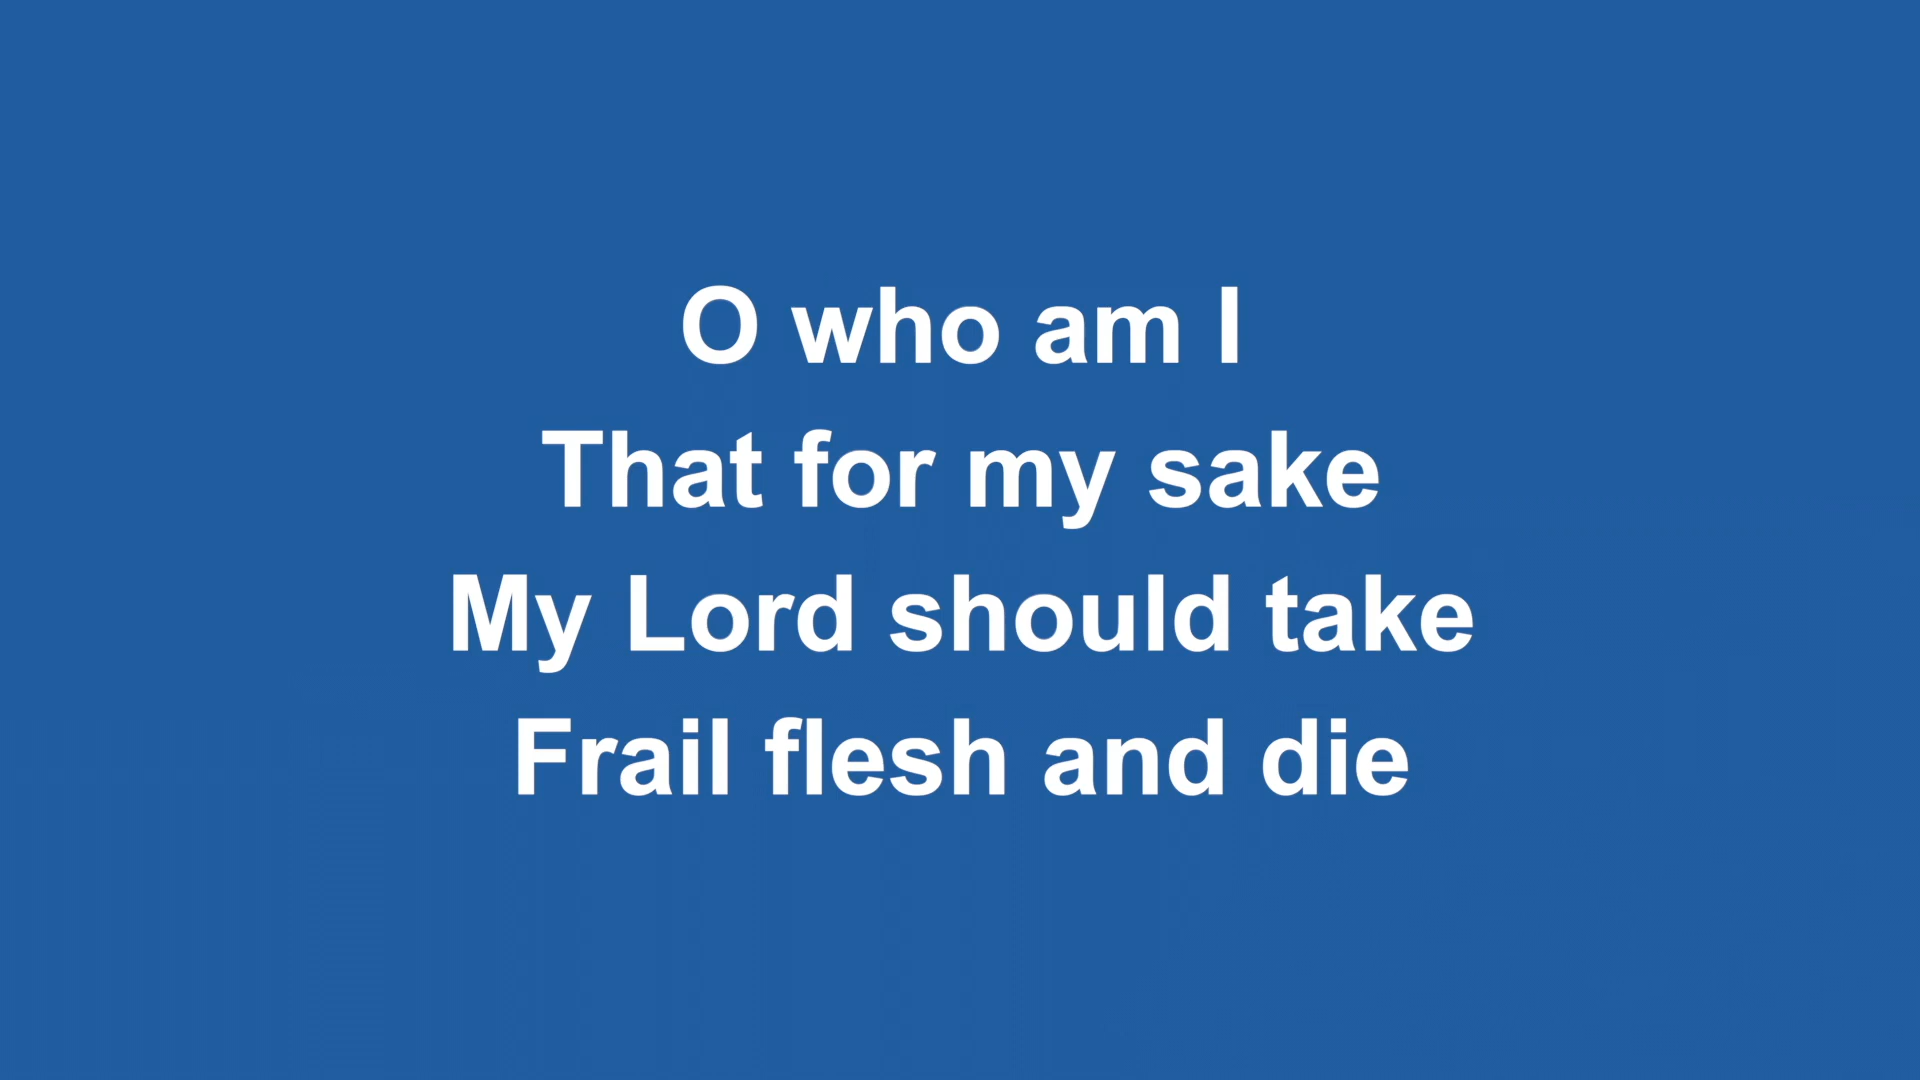 O who am I
That for my sake
My Lord should take
Frail flesh and die